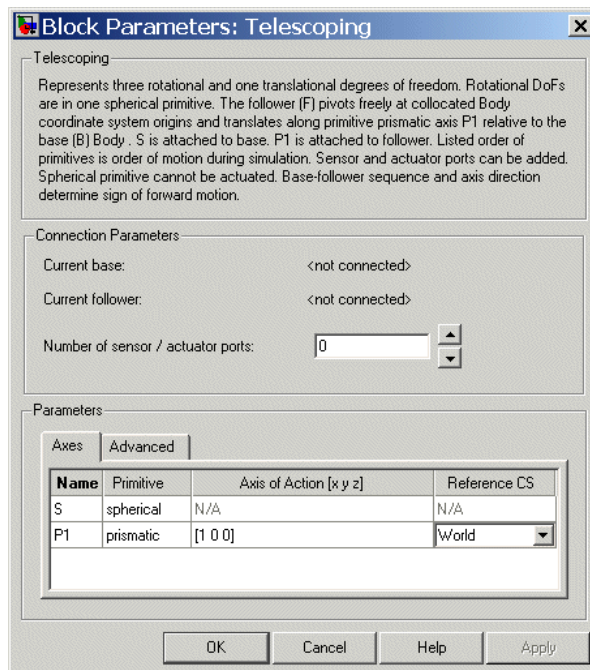 Block Parameters: Telescoping
Telescoping
Represents three rotational and one translational degrees of freedom. Rotational DoFs
are in one spherical primitive. The follower (F) pivots freely at collocated Body
coordinate system origins and translates along primitive prismatic axis P1 relative to the
base (B) Body . S is attached to base. P1 is attached to follower. Listed order of
primitives is order of motion during simulation. Sensor and actuator ports can be added.
Spherical primitive cannot be actuated. Base-follower sequence and axis direction
determine sign of forward motion.
Connection Parameters
Current base: <not connected>
Current follower: <not connected>
Number of sensor / actuator ports: 0
Parameters
Axes Advanced
Name Primitive Axis of Action [x y z] Reference CS
S spherical N/A N/A
P1 prismatic [1 0 0] World
OK Cancel Help Apply